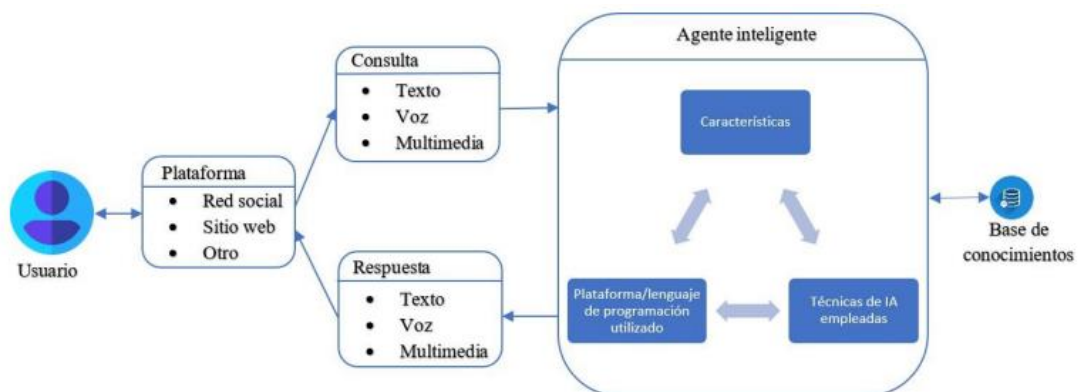 Usuario
Plataforma
• Red social
• Sitio web
• Otro
Consulta
• Texto
• Voz
• Multimedia
Respuesta
• Texto
• Voz
• Multimedia
Agente inteligente
Características
Plataforma/lenguaje
de programación
utilizado
Técnicas de IA
empleadas
Base de
conocimientos